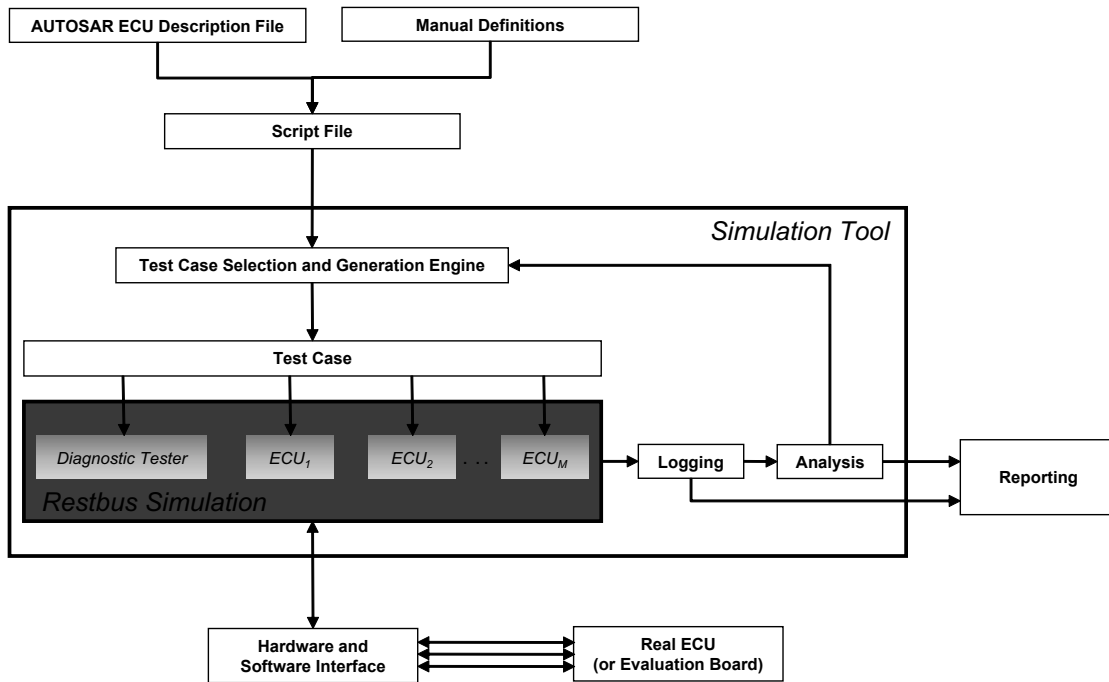 AUTOSAR ECU Description File
Manual Definitions
Script File
Simulation Tool
Test Case Selection and Generation Engine
Test Case
Diagnostic Tester
ECU1
ECU2
. . .
ECUM
Restbus Simulation
Logging
Analysis
Reporting
Hardware and
Software Interface
Real ECU
(or Evaluation Board)